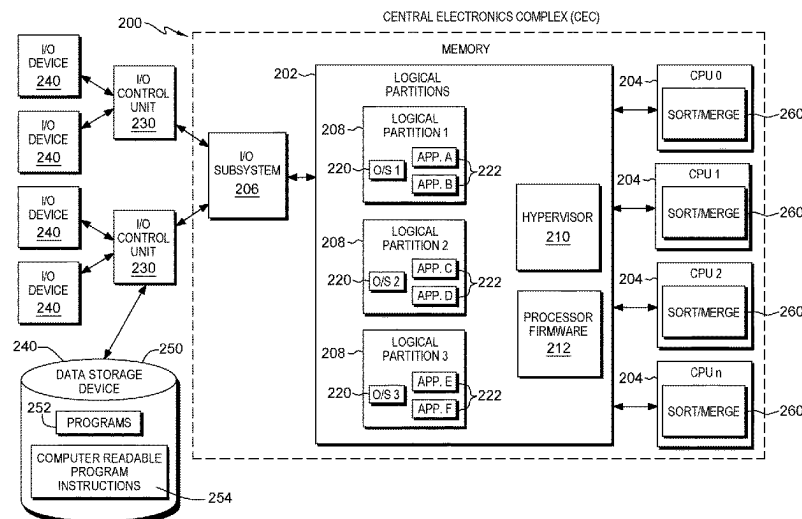 CENTRAL ELECTRONICS COMPLEX (CEC)
200
MEMORY
I/O
DEVICE
240
I/O
DEVICE
240
I/O
DEVICE
240
I/O
DEVICE
240
I/O
CONTROL
UNIT
230
I/O
CONTROL
UNIT
230
I/O
SUBSYSTEM
206
202
LOGICAL
PARTITIONS
208
LOGICAL
PARTITION 1
220
O/S 1
APP. A
APP. B
222
208
LOGICAL
PARTITION 2
220
O/S 2
APP. C
APP. D
222
208
LOGICAL
PARTITION 3
220
O/S 3
APP. E
APP. F
222
HYPERVISOR
210
PROCESSOR
FIRMWARE
212
204
CPU 0
SORT/MERGE
260
204
CPU 1
SORT/MERGE
260
204
CPU 2
SORT/MERGE
260
204
CPU n
SORT/MERGE
260
240
250
DATA STORAGE
DEVICE
252
PROGRAMS
COMPUTER READABLE
PROGRAM
INSTRUCTIONS
254